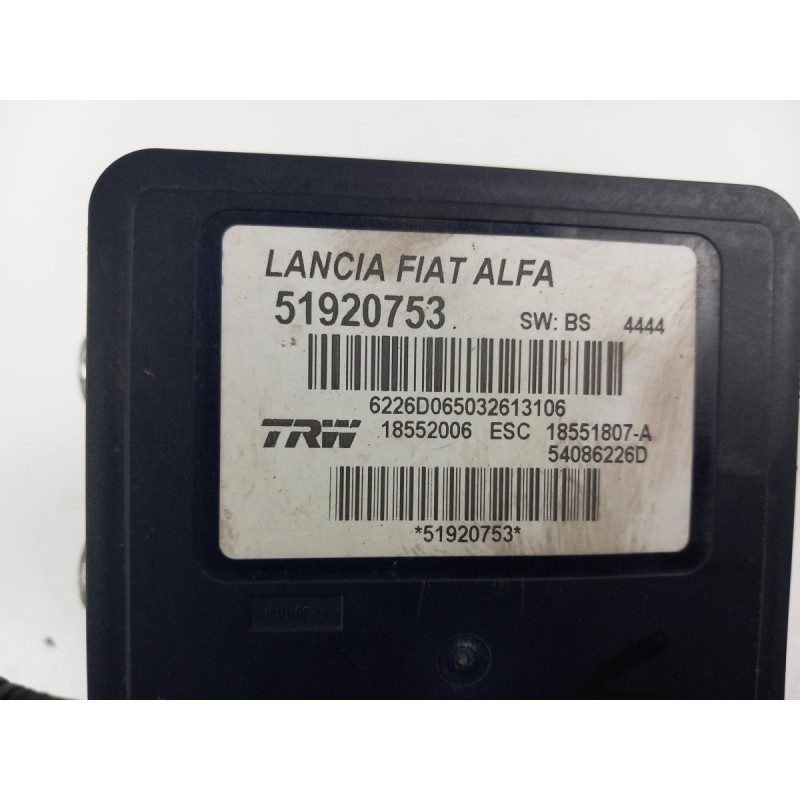 LANCIA FIAT ALFA
51920753 SW: BS 4444
6226D065032613106
TRW 18552006 ESC 18551807-A
54086226D
*51920753*